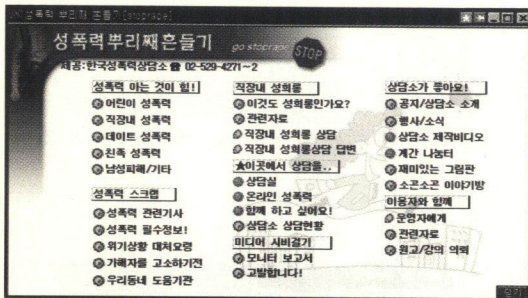 성폭력 뿌리째 흔들기 [stoprape]
성폭력뿌리째흔들기
go stoprape
STOP
제공:한국성폭력상담소 ☎ 02-529-4271~2
성폭력 아는 것이 힘!
어린이 성폭력
직장내 성폭력
데이트 성폭력
친족 성폭력
남성피해/기타
성폭력 스크랩
성폭력 관련기사
성폭력 필수정보!
위기상황 대처요령
가해자를 고소하기전
우리동네 도움기관
직장내 성희롱
이것도 성희롱인가요?
관련자료
직장내 성희롱 상담
직장내 성희롱상담 답변
★이곳에서 상담을..
상담실
온라인 성폭력
함께 하고 싶어요!
상담소 상담현황
미디어 시비걸기
모니터 보고서
고발합니다!
상담소가 좋아요!
공지/상담소 소개
행사/소식
상담소 제작비디오
계간 나눔터
재미있는 그림판
소곤소곤 이야기방
이용자와 함께
운영자에게
관련자료
원고/강의 의뢰